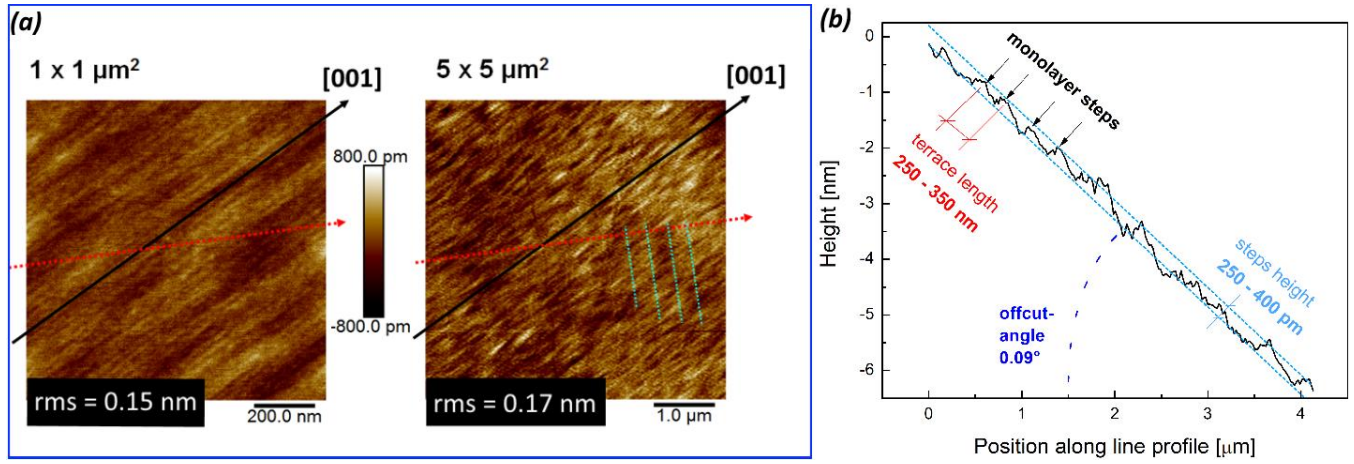 (a)
1 x 1 µm²
[001]
800.0 pm
-800.0 pm
rms = 0.15 nm
200.0 nm
5 x 5 µm²
[001]
rms = 0.17 nm
1.0 µm
(b)
Height [nm]
0
-1
-2
-3
-4
-5
-6
monolayer steps
terrace length
250 - 350 nm
steps height
250 - 400 pm
offcut-
angle
0.09°
0
1
2
3
4
Position along line profile [µm]